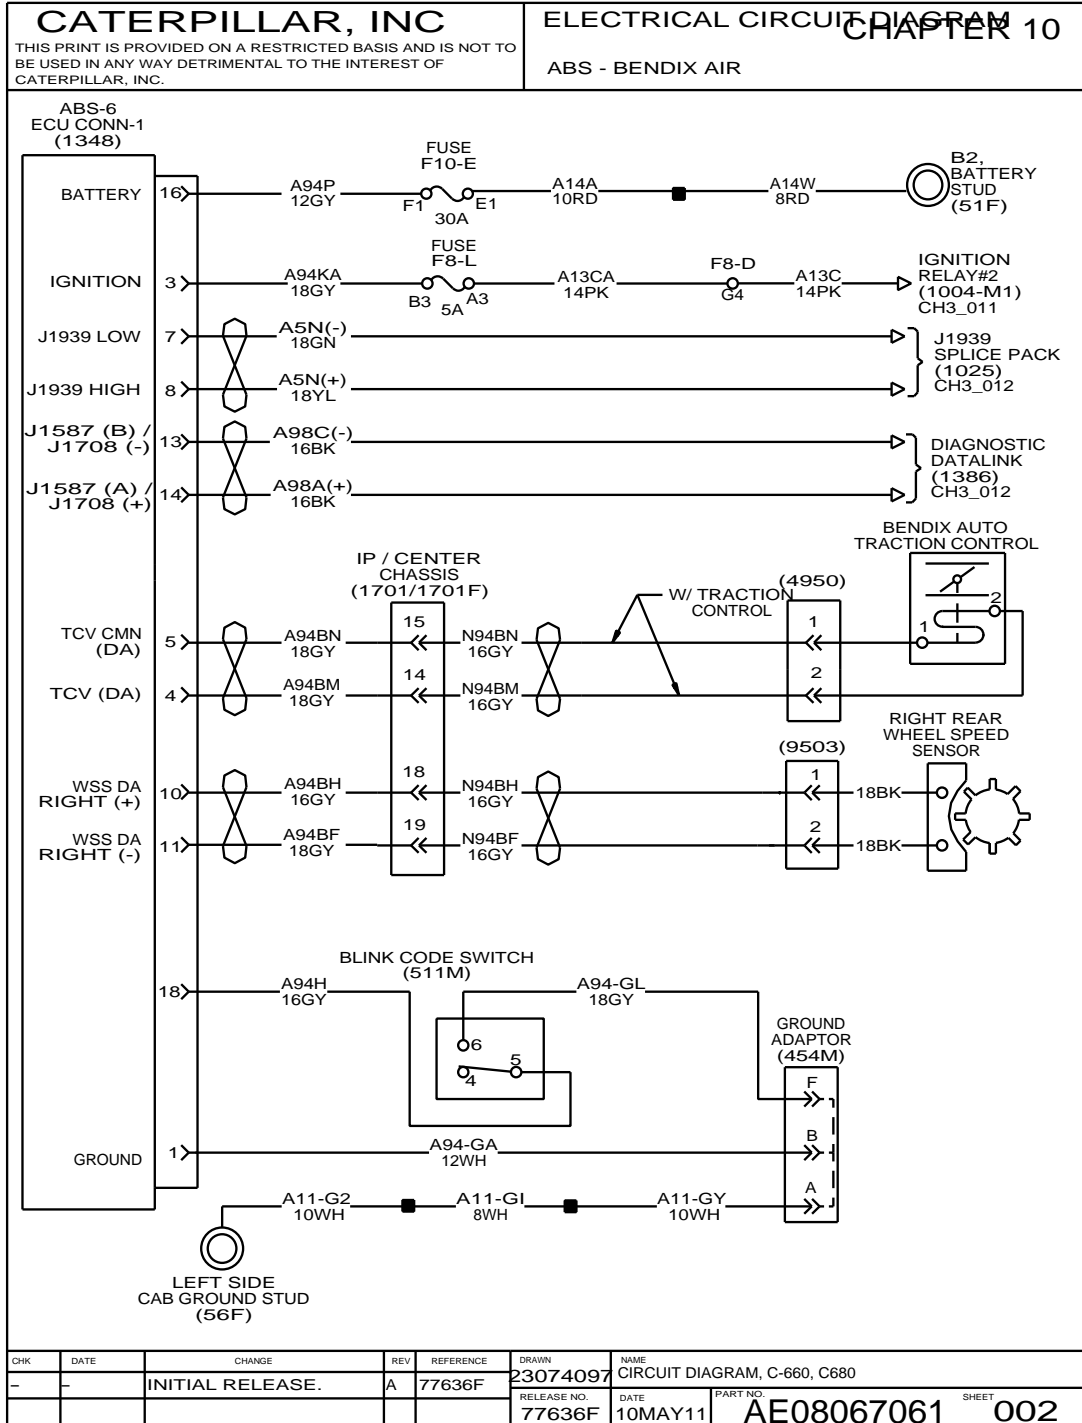 CATERPILLAR, INC
THIS PRINT IS PROVIDED ON A RESTRICTED BASIS AND IS NOT TO
BE USED IN ANY WAY DETRIMENTAL TO THE INTEREST OF
CATERPILLAR, INC.
ELECTRICAL CIRCUIT DIAGRAM
CHAPTER 10
ABS - BENDIX AIR
ABS-6
ECU CONN-1
(1348)
BATTERY
16
A94P
12GY
FUSE
F10-E
F1
E1
30A
A14A
10RD
A14W
8RD
B2,
BATTERY
STUD
(51F)
IGNITION
3
A94KA
18GY
FUSE
F8-L
B3
A3
5A
A13CA
14PK
F8-D
G4
A13C
14PK
IGNITION
RELAY#2
(1004-M1)
CH3_011
J1939 LOW
7
A5N(-)
18GN
J1939 HIGH
8
A5N(+)
18YL
J1939
SPLICE PACK
(1025)
CH3_012
J1587 (B) /
J1708 (-)
13
A98C(-)
16BK
J1587 (A) /
J1708 (+)
14
A98A(+)
16BK
DIAGNOSTIC
DATALINK
(1386)
CH3_012
BENDIX AUTO
TRACTION CONTROL
1
2
IP / CENTER
CHASSIS
(1701/1701F)
W/ TRACTION
CONTROL
(4950)
TCV CMN
(DA)
5
A94BN
18GY
15
N94BN
16GY
1
TCV (DA)
4
A94BM
18GY
14
N94BM
16GY
2
RIGHT REAR
WHEEL SPEED
SENSOR
(9503)
WSS DA
RIGHT (+)
10
A94BH
16GY
18
N94BH
16GY
1
18BK
WSS DA
RIGHT (-)
11
A94BF
18GY
19
N94BF
16GY
2
18BK
BLINK CODE SWITCH
(511M)
18
A94H
16GY
6
5
4
A94-GL
18GY
GROUND
ADAPTOR
(454M)
F
B
A
GROUND
1
A94-GA
12WH
A11-G2
10WH
A11-GI
8WH
A11-GY
10WH
LEFT SIDE
CAB GROUND STUD
(56F)
CHK DATE CHANGE REV REFERENCE
– – INITIAL RELEASE. A 77636F
DRAWN
23074097
NAME
CIRCUIT DIAGRAM, C-660, C680
RELEASE NO.
77636F
DATE
10MAY11
PART NO.
AE08067061
SHEET
002